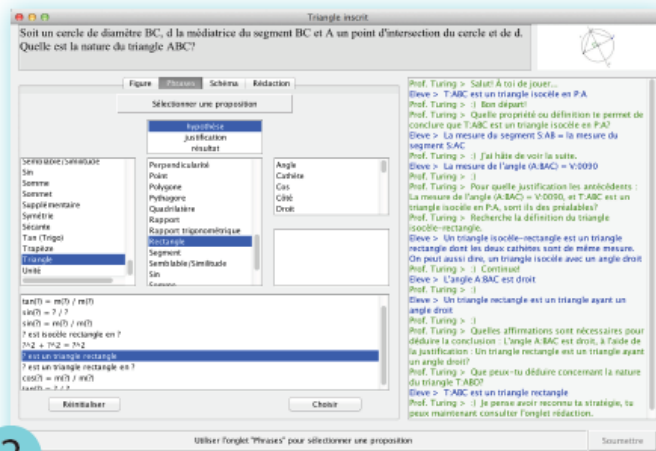 Triangle inscrit
Soit un cercle de diamètre BC, d la médiatrice du segment BC et A un point d'intersection du cercle et de d.
Quelle est la nature du triangle ABC?
Figure Phrases Schéma Rédaction
Sélectionner une proposition
hypothèse
justification
résultat
Semblable/Similitude
Sin
Somme
Sommet
Supplémentaire
Symétrie
Sécante
Tan (Trigo)
Trapèze
Triangle
Unité
Perpendicularité
Point
Polygone
Pythagore
Quadrilatère
Rapport
Rapport trigonométrique
Rectangle
Segment
Semblable/Similitude
Sin
Somme
Angle
Cathète
Cos
Côté
Droit
tan(?) = m(?) / m(?)
sin(?) = ? / ?
sin(?) = m(?) / m(?)
? est isocèle rectangle en ?
?^2 + ?^2 = ?^2
? est un triangle rectangle
? est un triangle rectangle en ?
cos(?) = m(?) / m(?)
tan(?) = ? / ?
Réinitialiser Choisir
Prof. Turing > Salut! À toi de jouer...
Eleve > T:ABC est un triangle isocèle en P:A
Prof. Turing > :) Bon départ!
Prof. Turing > Quelle propriété ou définition te permet de
conclure que T:ABC est un triangle isocèle en P:A?
Eleve > La mesure du segment S:AB = la mesure du
segment S:AC
Prof. Turing > :) J'ai hâte de voir la suite.
Eleve > La mesure de l'angle (A:BAC) = V:0090
Prof. Turing > :)
Prof. Turing > Pour quelle justification les antécédents :
La mesure de l'angle (A:BAC) = V:0090, et T:ABC est un
triangle isocèle en P:A, sont ils des préalables?
Prof. Turing > Recherche la définition du triangle
isocèle-rectangle.
Eleve > Un triangle isocèle-rectangle est un triangle
rectangle dont les deux cathètes sont de même mesure.
On peut aussi dire, un triangle isocèle avec un angle droit
Prof. Turing > :) Continue!
Eleve > L'angle A:BAC est droit
Prof. Turing > :)
Eleve > Un triangle rectangle est un triangle ayant un
angle droit
Prof. Turing > :)
Prof. Turing > Quelles affirmations sont nécessaires pour
déduire la conclusion : L'angle A:BAC est droit, à l'aide de
la justification : Un triangle rectangle est un triangle ayant
un angle droit?
Prof. Turing > Que peux-tu déduire concernant la nature
du triangle T:ABC?
Eleve > T:ABC est un triangle rectangle
Prof. Turing > :) Je pense avoir reconnu ta stratégie, tu
peux maintenant consulter l'onglet rédaction.
Utiliser l'onglet "Phrases" pour sélectionner une proposition
Soumettre
2